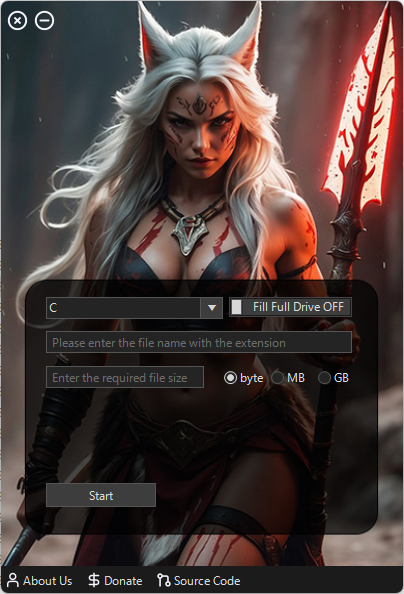 C
Fill Full Drive OFF
Please enter the file name with the extension
Enter the required file size
byte MB GB
Start
About Us Donate Source Code